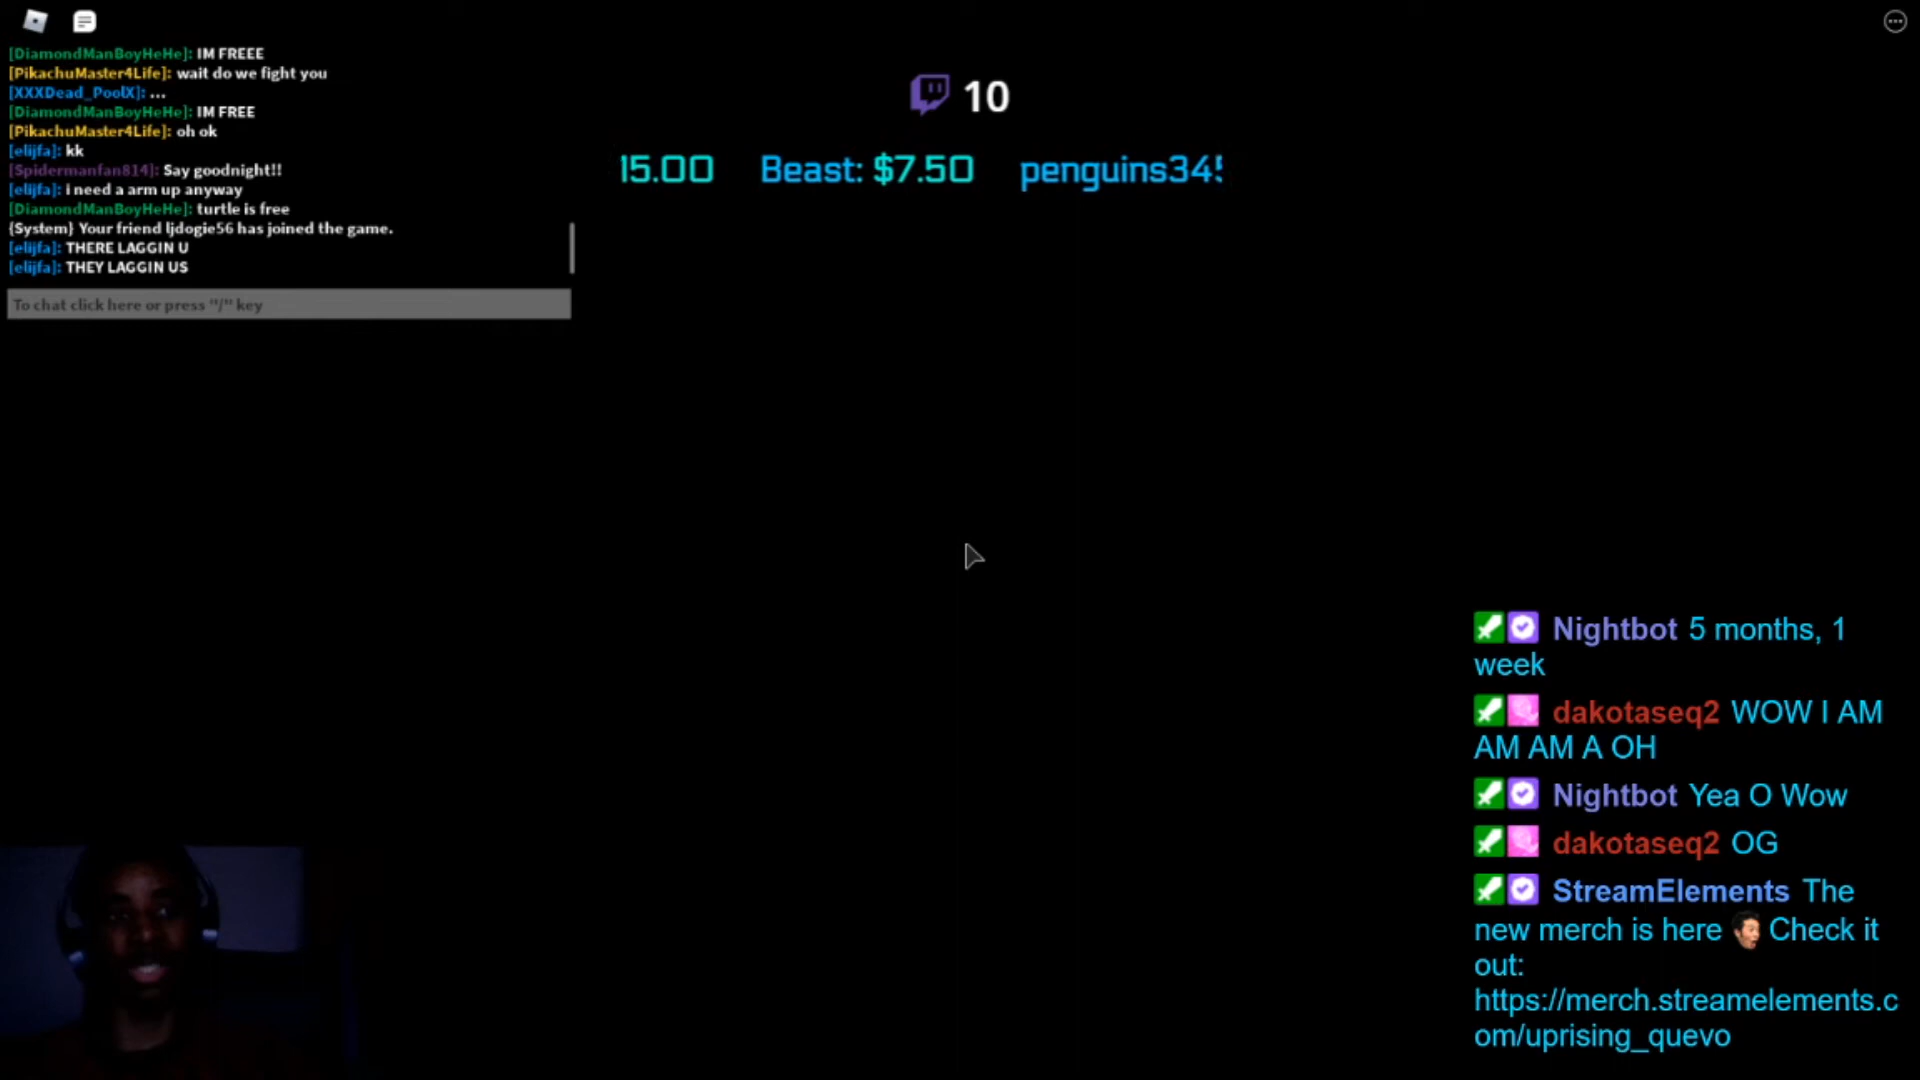 [DiamondManBoyHeHe]: IM FREEE
[PikachuMaster4Life]: wait do we fight you
[XXXDead_PoolX]: ...
[DiamondManBoyHeHe]: IM FREE
[PikachuMaster4Life]: oh ok
[elijfa]: kk
[Spidermanfan814]: Say goodnight!!
[elijfa]: i need a arm up anyway
[DiamondManBoyHeHe]: turtle is free
{System} Your friend ljdogie56 has joined the game.
[elijfa]: THERE LAGGIN U
[elijfa]: THEY LAGGIN US
To chat click here or press "/" key
10
15.00 Beast: $7.50 penguins345
Nightbot 5 months, 1
week
dakotaseq2 WOW I AM
AM AM A OH
Nightbot Yea O Wow
dakotaseq2 OG
StreamElements The
new merch is here Check it
out:
https://merch.streamelements.c
om/uprising_quevo